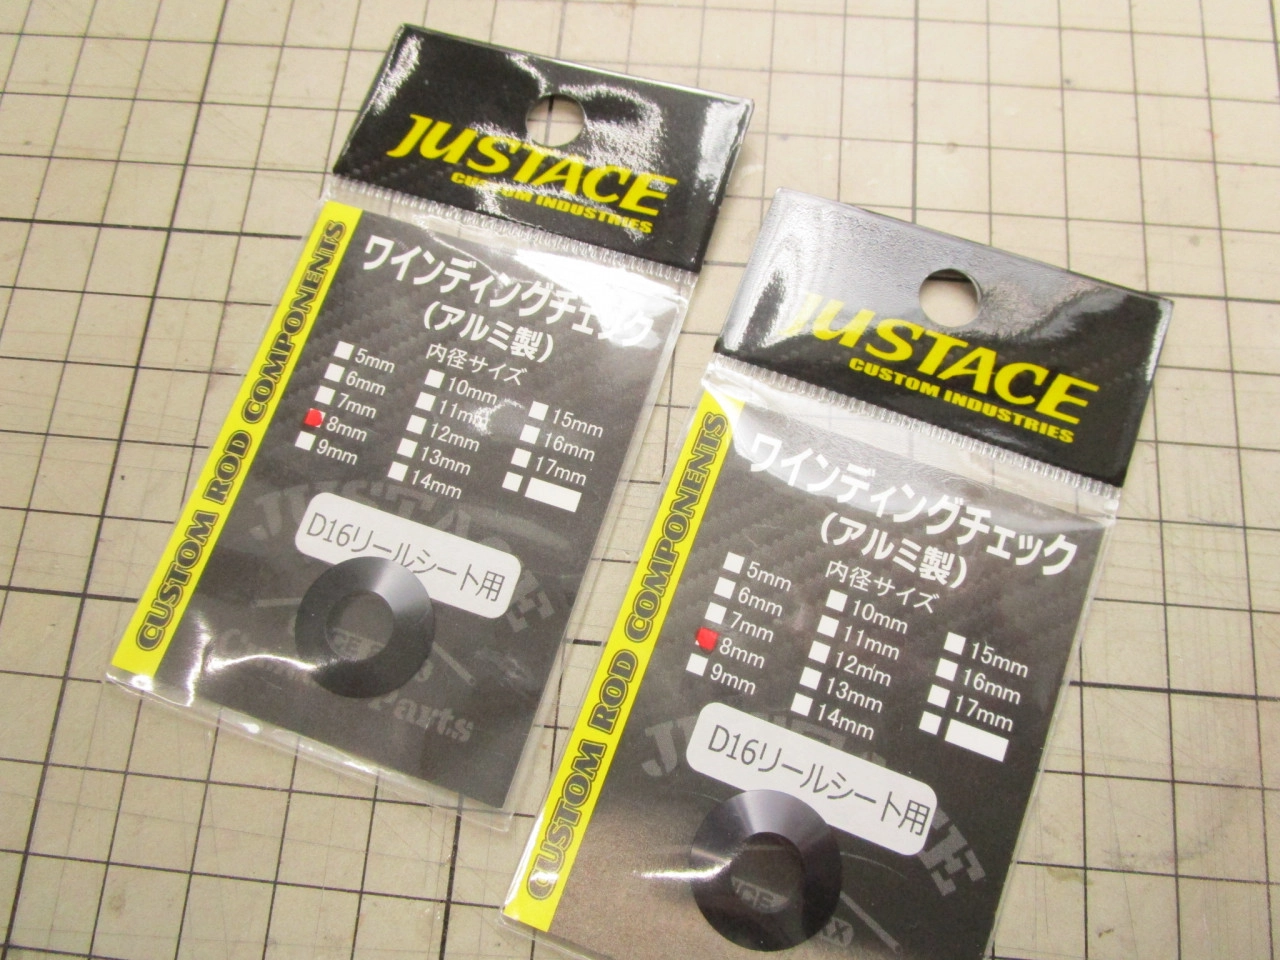 JUSTACE
CUSTOM INDUSTRIES
CUSTOM ROD COMPONENTS
ワインディングチェック
(アルミ製)
内径サイズ
5mm
6mm
7mm
8mm
9mm
10mm
11mm
12mm
13mm
14mm
15mm
16mm
17mm
D16リールシート用
Parts
JUSTACE
CUSTOM INDUSTRIES
CUSTOM ROD COMPONENTS
ワインディングチェック
(アルミ製)
内径サイズ
5mm
6mm
7mm
8mm
9mm
10mm
11mm
12mm
13mm
14mm
15mm
16mm
17mm
D16リールシート用